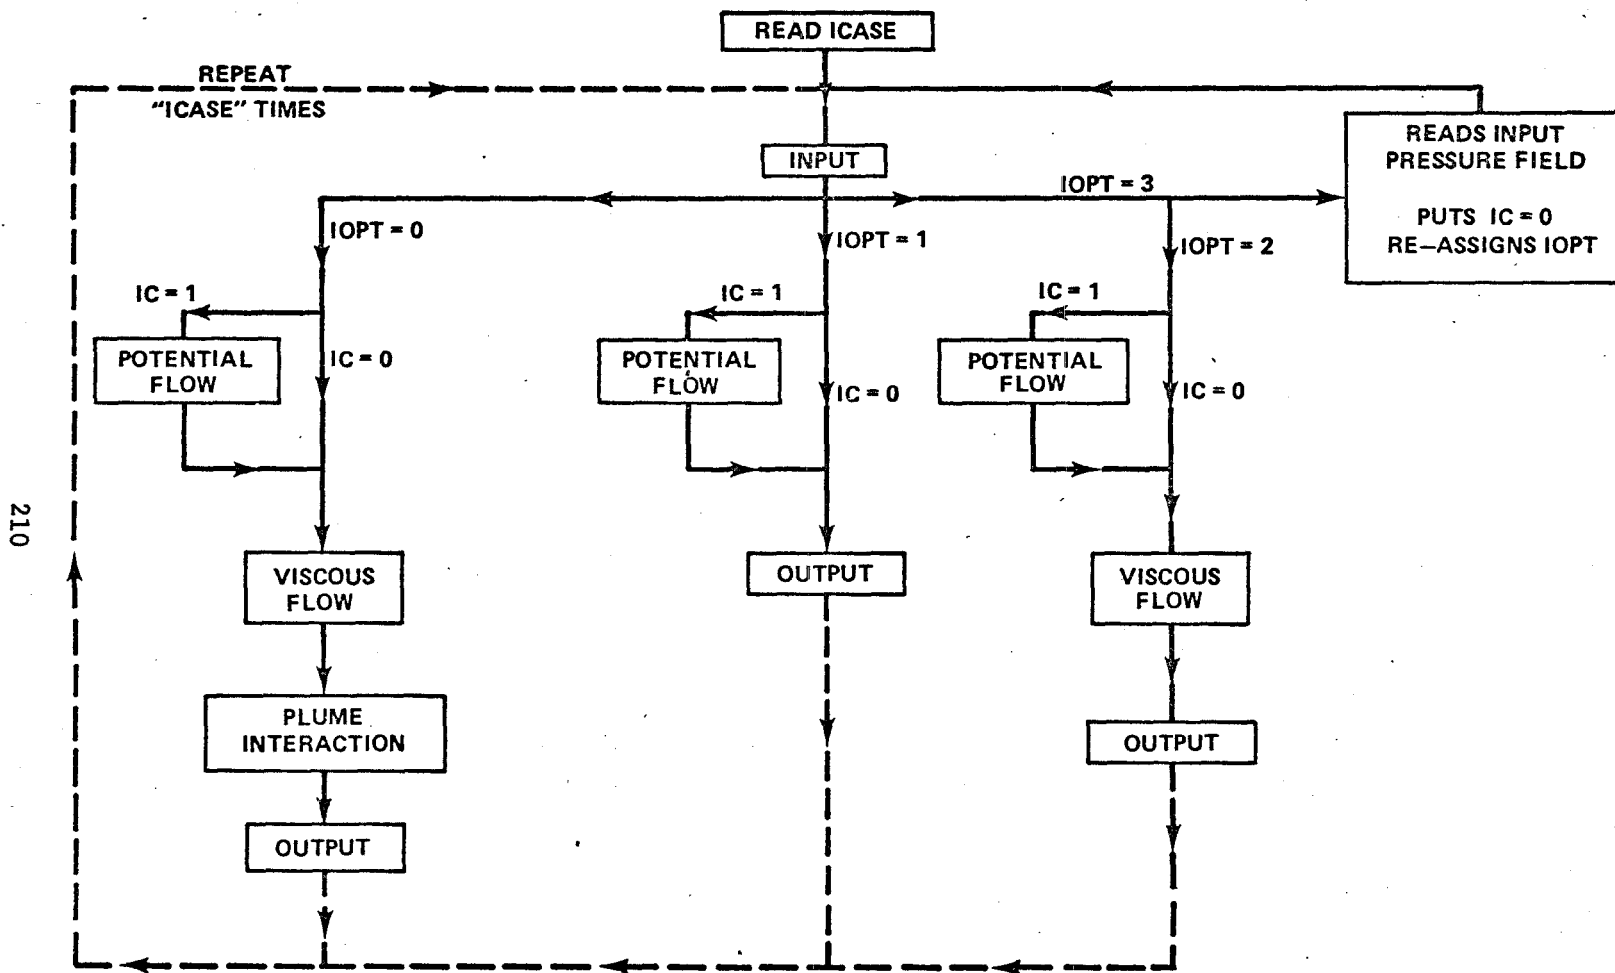 READ ICASE
REPEAT
"ICASE" TIMES
INPUT
READS INPUT
PRESSURE FIELD
PUTS IC = 0
RE-ASSIGNS IOPT
IOPT = 3
IOPT = 0
IOPT = 1
IOPT = 2
IC = 1
IC = 1
IC = 1
POTENTIAL
FLOW
IC = 0
POTENTIAL
FLOW
IC = 0
POTENTIAL
FLOW
IC = 0
210
VISCOUS
FLOW
OUTPUT
VISCOUS
FLOW
PLUME
INTERACTION
OUTPUT
OUTPUT